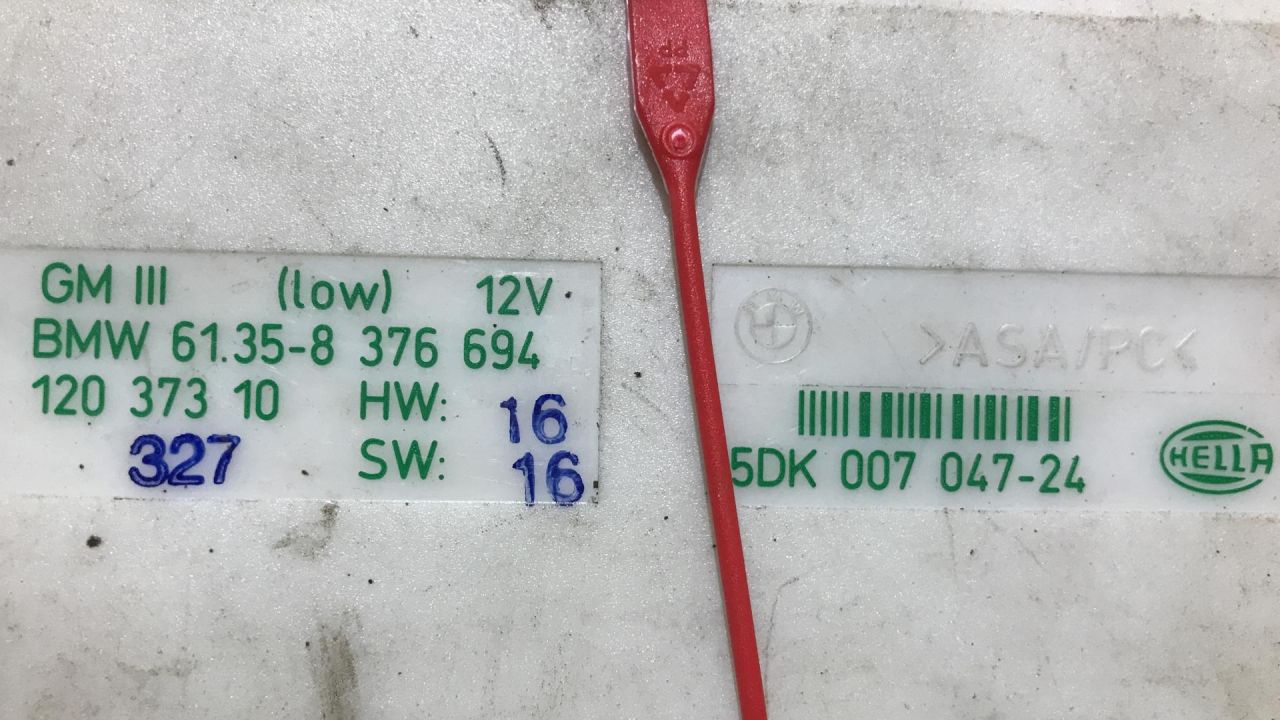 PP
GM III (low) 12V
BMW 61.35-8 376 694
120 373 10 HW: 16
327 SW: 16
>ASA/PC<
5DK 007 047-24
HELLA